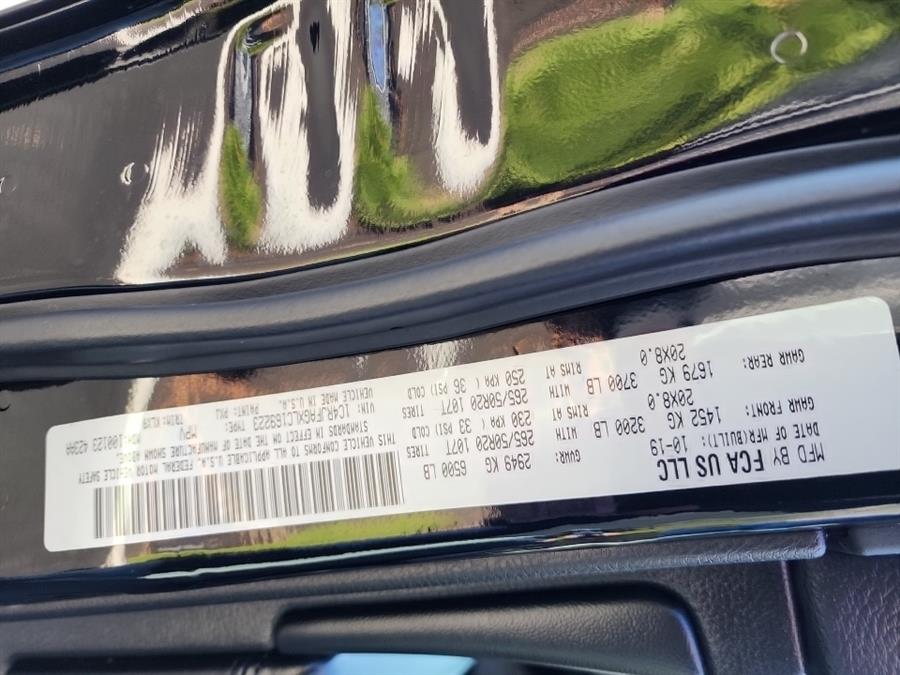 MFD BY FCA US LLC
DATE OF MFR(BUILT): 10-19 GVWR: 2949 KG 6500 LB
GAWR FRONT: 1452 KG 3200 LB WITH 265/50R20 107T TIRES
20X8.0 RIMS AT 230 KPA ( 33 PSI) COLD
GAWR REAR: 1679 KG 3700 LB WITH 265/50R20 107T TIRES
20X8.0 RIMS AT 250 KPA ( 36 PSI) COLD
THIS VEHICLE CONFORMS TO ALL APPLICABLE U.S.A. FEDERAL MOTOR VEHICLE SAFETY
STANDARDS IN EFFECT ON THE DATE OF MANUFACTURE SHOWN ABOVE.
VIN: 1C4RJFAGXLC169223 TYPE: MPV MDH: 100123 423AA
VEHICLE MADE IN U.S.A. PAINT: PXJ TRIM: